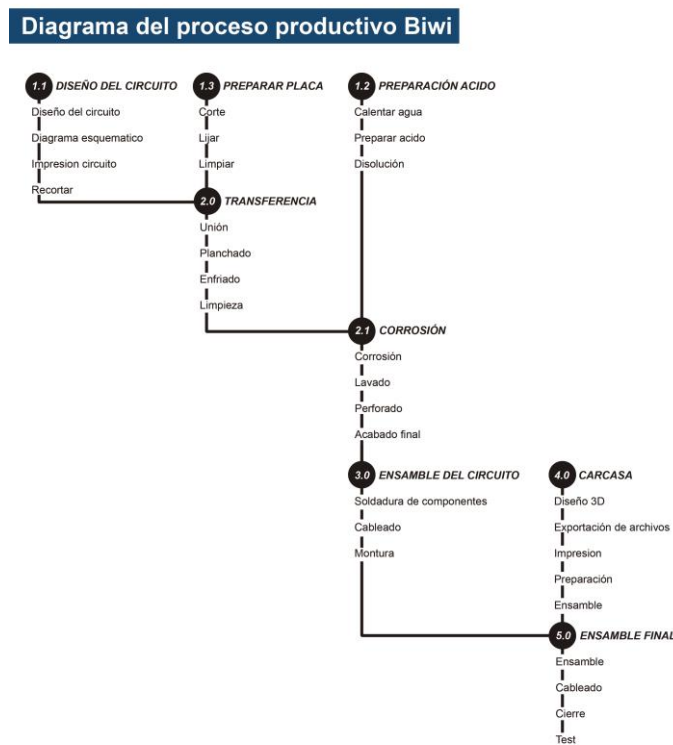 Diagrama del proceso productivo Biwi
1.1 DISEÑO DEL CIRCUITO
Diseño del circuito
Diagrama esquematico
Impresion circuito
Recortar
1.3 PREPARAR PLACA
Corte
Lijar
Limpiar
1.2 PREPARACIÓN ACIDO
Calentar agua
Preparar acido
Disolución
2.0 TRANSFERENCIA
Unión
Planchado
Enfriado
Limpieza
2.1 CORROSIÓN
Corrosión
Lavado
Perforado
Acabado final
3.0 ENSAMBLE DEL CIRCUITO
Soldadura de componentes
Cableado
Montura
4.0 CARCASA
Diseño 3D
Exportación de archivos
Impresion
Preparación
Ensamble
5.0 ENSAMBLE FINAL
Ensamble
Cableado
Cierre
Test